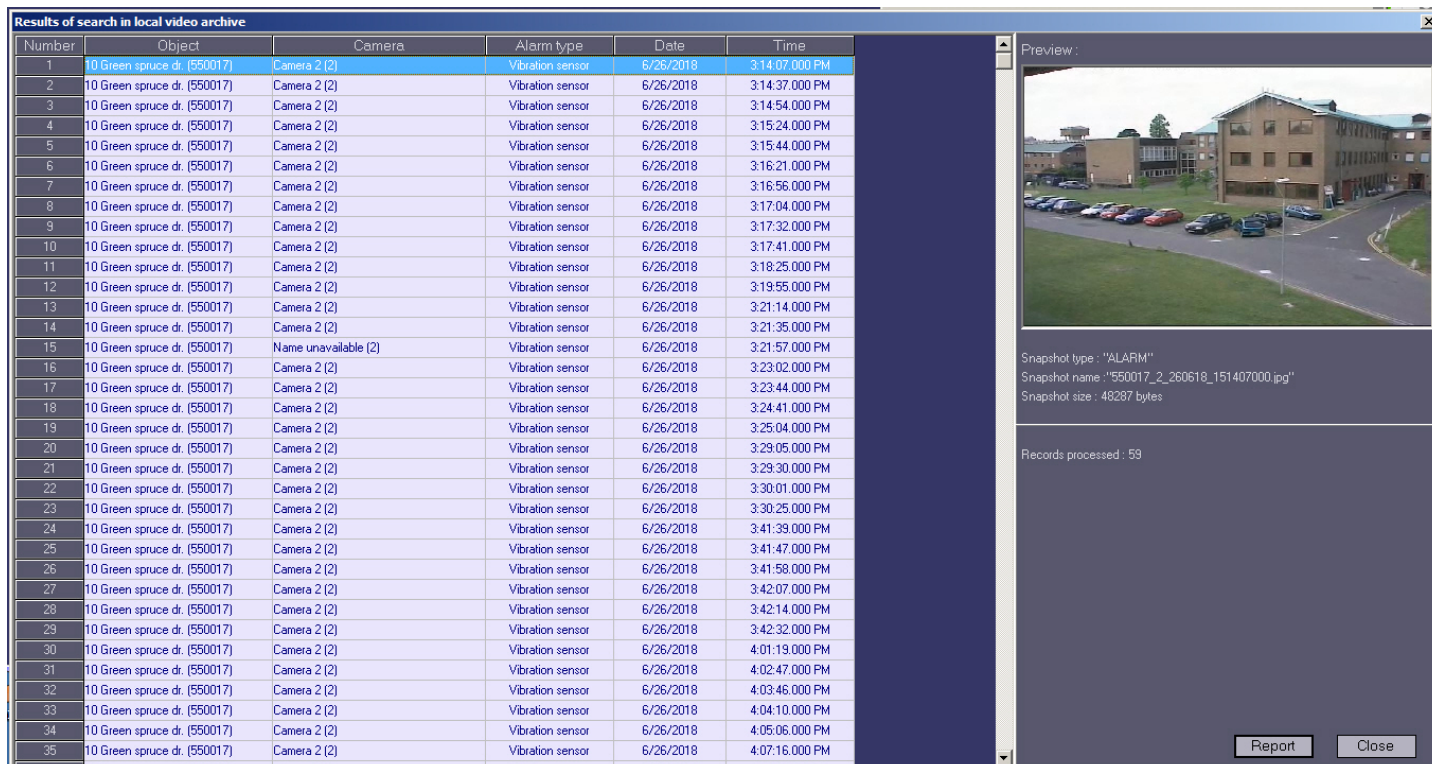 Results of search in local video archive
Number Object Camera Alarm type Date Time
1 10 Green spruce dr. (550017) Camera 2 (2) Vibration sensor 6/26/2018 3:14:07.000 PM
2 10 Green spruce dr. (550017) Camera 2 (2) Vibration sensor 6/26/2018 3:14:37.000 PM
3 10 Green spruce dr. (550017) Camera 2 (2) Vibration sensor 6/26/2018 3:14:54.000 PM
4 10 Green spruce dr. (550017) Camera 2 (2) Vibration sensor 6/26/2018 3:15:24.000 PM
5 10 Green spruce dr. (550017) Camera 2 (2) Vibration sensor 6/26/2018 3:15:44.000 PM
6 10 Green spruce dr. (550017) Camera 2 (2) Vibration sensor 6/26/2018 3:16:21.000 PM
7 10 Green spruce dr. (550017) Camera 2 (2) Vibration sensor 6/26/2018 3:16:56.000 PM
8 10 Green spruce dr. (550017) Camera 2 (2) Vibration sensor 6/26/2018 3:17:04.000 PM
9 10 Green spruce dr. (550017) Camera 2 (2) Vibration sensor 6/26/2018 3:17:32.000 PM
10 10 Green spruce dr. (550017) Camera 2 (2) Vibration sensor 6/26/2018 3:17:41.000 PM
11 10 Green spruce dr. (550017) Camera 2 (2) Vibration sensor 6/26/2018 3:18:25.000 PM
12 10 Green spruce dr. (550017) Camera 2 (2) Vibration sensor 6/26/2018 3:19:55.000 PM
13 10 Green spruce dr. (550017) Camera 2 (2) Vibration sensor 6/26/2018 3:21:14.000 PM
14 10 Green spruce dr. (550017) Camera 2 (2) Vibration sensor 6/26/2018 3:21:35.000 PM
15 10 Green spruce dr. (550017) Name unavailable (2) Vibration sensor 6/26/2018 3:21:57.000 PM
16 10 Green spruce dr. (550017) Camera 2 (2) Vibration sensor 6/26/2018 3:23:02.000 PM
17 10 Green spruce dr. (550017) Camera 2 (2) Vibration sensor 6/26/2018 3:23:44.000 PM
18 10 Green spruce dr. (550017) Camera 2 (2) Vibration sensor 6/26/2018 3:24:41.000 PM
19 10 Green spruce dr. (550017) Camera 2 (2) Vibration sensor 6/26/2018 3:25:04.000 PM
20 10 Green spruce dr. (550017) Camera 2 (2) Vibration sensor 6/26/2018 3:29:05.000 PM
21 10 Green spruce dr. (550017) Camera 2 (2) Vibration sensor 6/26/2018 3:29:30.000 PM
22 10 Green spruce dr. (550017) Camera 2 (2) Vibration sensor 6/26/2018 3:30:01.000 PM
23 10 Green spruce dr. (550017) Camera 2 (2) Vibration sensor 6/26/2018 3:30:25.000 PM
24 10 Green spruce dr. (550017) Camera 2 (2) Vibration sensor 6/26/2018 3:41:39.000 PM
25 10 Green spruce dr. (550017) Camera 2 (2) Vibration sensor 6/26/2018 3:41:47.000 PM
26 10 Green spruce dr. (550017) Camera 2 (2) Vibration sensor 6/26/2018 3:41:58.000 PM
27 10 Green spruce dr. (550017) Camera 2 (2) Vibration sensor 6/26/2018 3:42:07.000 PM
28 10 Green spruce dr. (550017) Camera 2 (2) Vibration sensor 6/26/2018 3:42:14.000 PM
29 10 Green spruce dr. (550017) Camera 2 (2) Vibration sensor 6/26/2018 3:42:32.000 PM
30 10 Green spruce dr. (550017) Camera 2 (2) Vibration sensor 6/26/2018 4:01:19.000 PM
31 10 Green spruce dr. (550017) Camera 2 (2) Vibration sensor 6/26/2018 4:02:47.000 PM
32 10 Green spruce dr. (550017) Camera 2 (2) Vibration sensor 6/26/2018 4:03:46.000 PM
33 10 Green spruce dr. (550017) Camera 2 (2) Vibration sensor 6/26/2018 4:04:10.000 PM
34 10 Green spruce dr. (550017) Camera 2 (2) Vibration sensor 6/26/2018 4:05:06.000 PM
35 10 Green spruce dr. (550017) Camera 2 (2) Vibration sensor 6/26/2018 4:07:16.000 PM
Preview :
Snapshot type : "ALARM"
Snapshot name :"550017_2_260618_151407000.jpg"
Snapshot size : 48287 bytes
Records processed : 59
Report Close